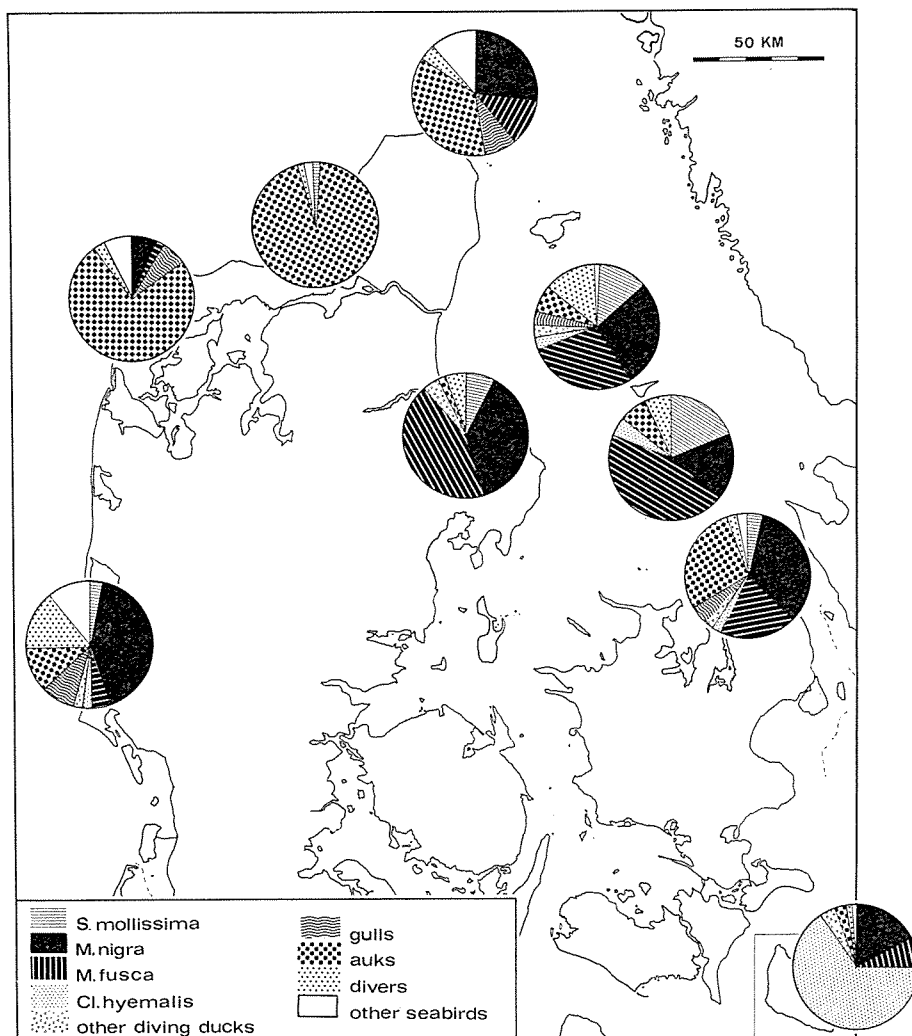 50 KM
S. mollissima
M. nigra
M. fusca
Cl. hyemalis
other diving ducks
gulls
auks
divers
other seabirds